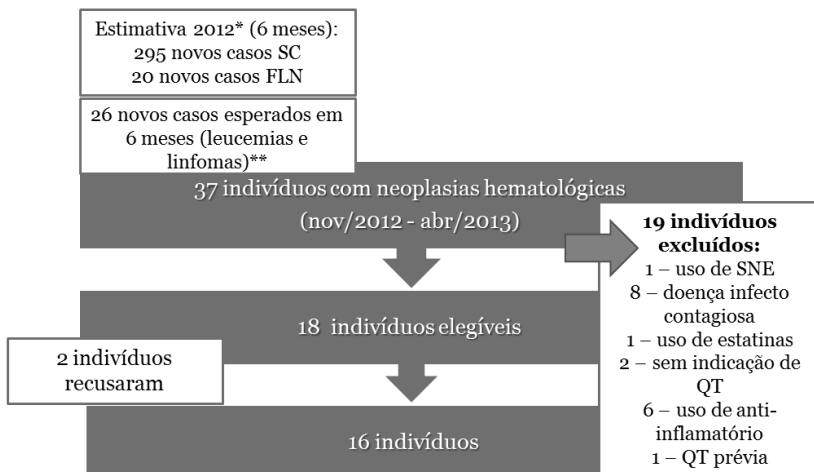 Estimativa 2012* (6 meses):
295 novos casos SC
20 novos casos FLN
26 novos casos esperados em
6 meses (leucemias e
linfomas)**
37 indivíduos com neoplasias hematológicas
(nov/2012 - abr/2013)
19 indivíduos
excluídos:
1 – uso de SNE
8 – doença infecto
contagiosa
1 – uso de estatinas
2 – sem indicação de
QT
6 – uso de anti-
inflamatório
1 – QT prévia
18 indivíduos elegíveis
2 indivíduos
recusaram
16 indivíduos